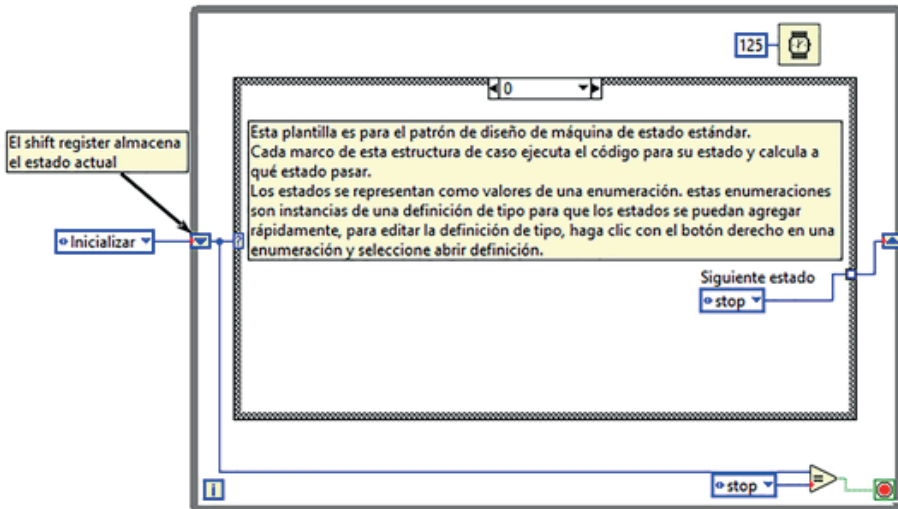 125
0
El shift register almacena
el estado actual
Esta plantilla es para el patrón de diseño de máquina de estado estándar.
Cada marco de esta estructura de caso ejecuta el código para su estado y calcula a
qué estado pasar.
Los estados se representan como valores de una enumeración. estas enumeraciones
son instancias de una definición de tipo para que los estados se puedan agregar
rápidamente, para editar la definición de tipo, haga clic con el botón derecho en una
enumeración y seleccione abrir definición.
Inicializar
?
Siguiente estado
stop
stop
=
i